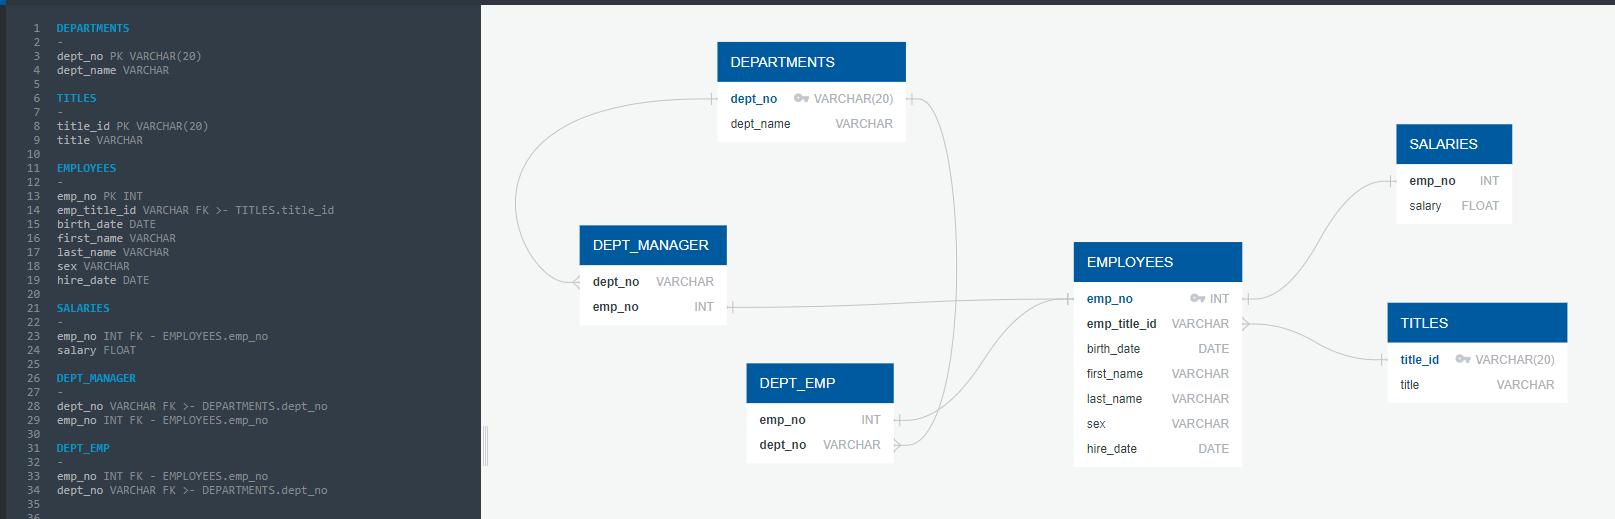 1 DEPARTMENTS
2 -
3 dept_no PK VARCHAR(20)
4 dept_name VARCHAR
5
6 TITLES
7 -
8 title_id PK VARCHAR(20)
9 title VARCHAR
10
11 EMPLOYEES
12 -
13 emp_no PK INT
14 emp_title_id VARCHAR FK >- TITLES.title_id
15 birth_date DATE
16 first_name VARCHAR
17 last_name VARCHAR
18 sex VARCHAR
19 hire_date DATE
20
21 SALARIES
22 -
23 emp_no INT FK - EMPLOYEES.emp_no
24 salary FLOAT
25
26 DEPT_MANAGER
27 -
28 dept_no VARCHAR FK >- DEPARTMENTS.dept_no
29 emp_no INT FK - EMPLOYEES.emp_no
30
31 DEPT_EMP
32 -
33 emp_no INT FK - EMPLOYEES.emp_no
34 dept_no VARCHAR FK >- DEPARTMENTS.dept_no
35
36
DEPARTMENTS
dept_no VARCHAR(20)
dept_name VARCHAR
DEPT_MANAGER
dept_no VARCHAR
emp_no INT
DEPT_EMP
emp_no INT
dept_no VARCHAR
EMPLOYEES
emp_no INT
emp_title_id VARCHAR
birth_date DATE
first_name VARCHAR
last_name VARCHAR
sex VARCHAR
hire_date DATE
SALARIES
emp_no INT
salary FLOAT
TITLES
title_id VARCHAR(20)
title VARCHAR